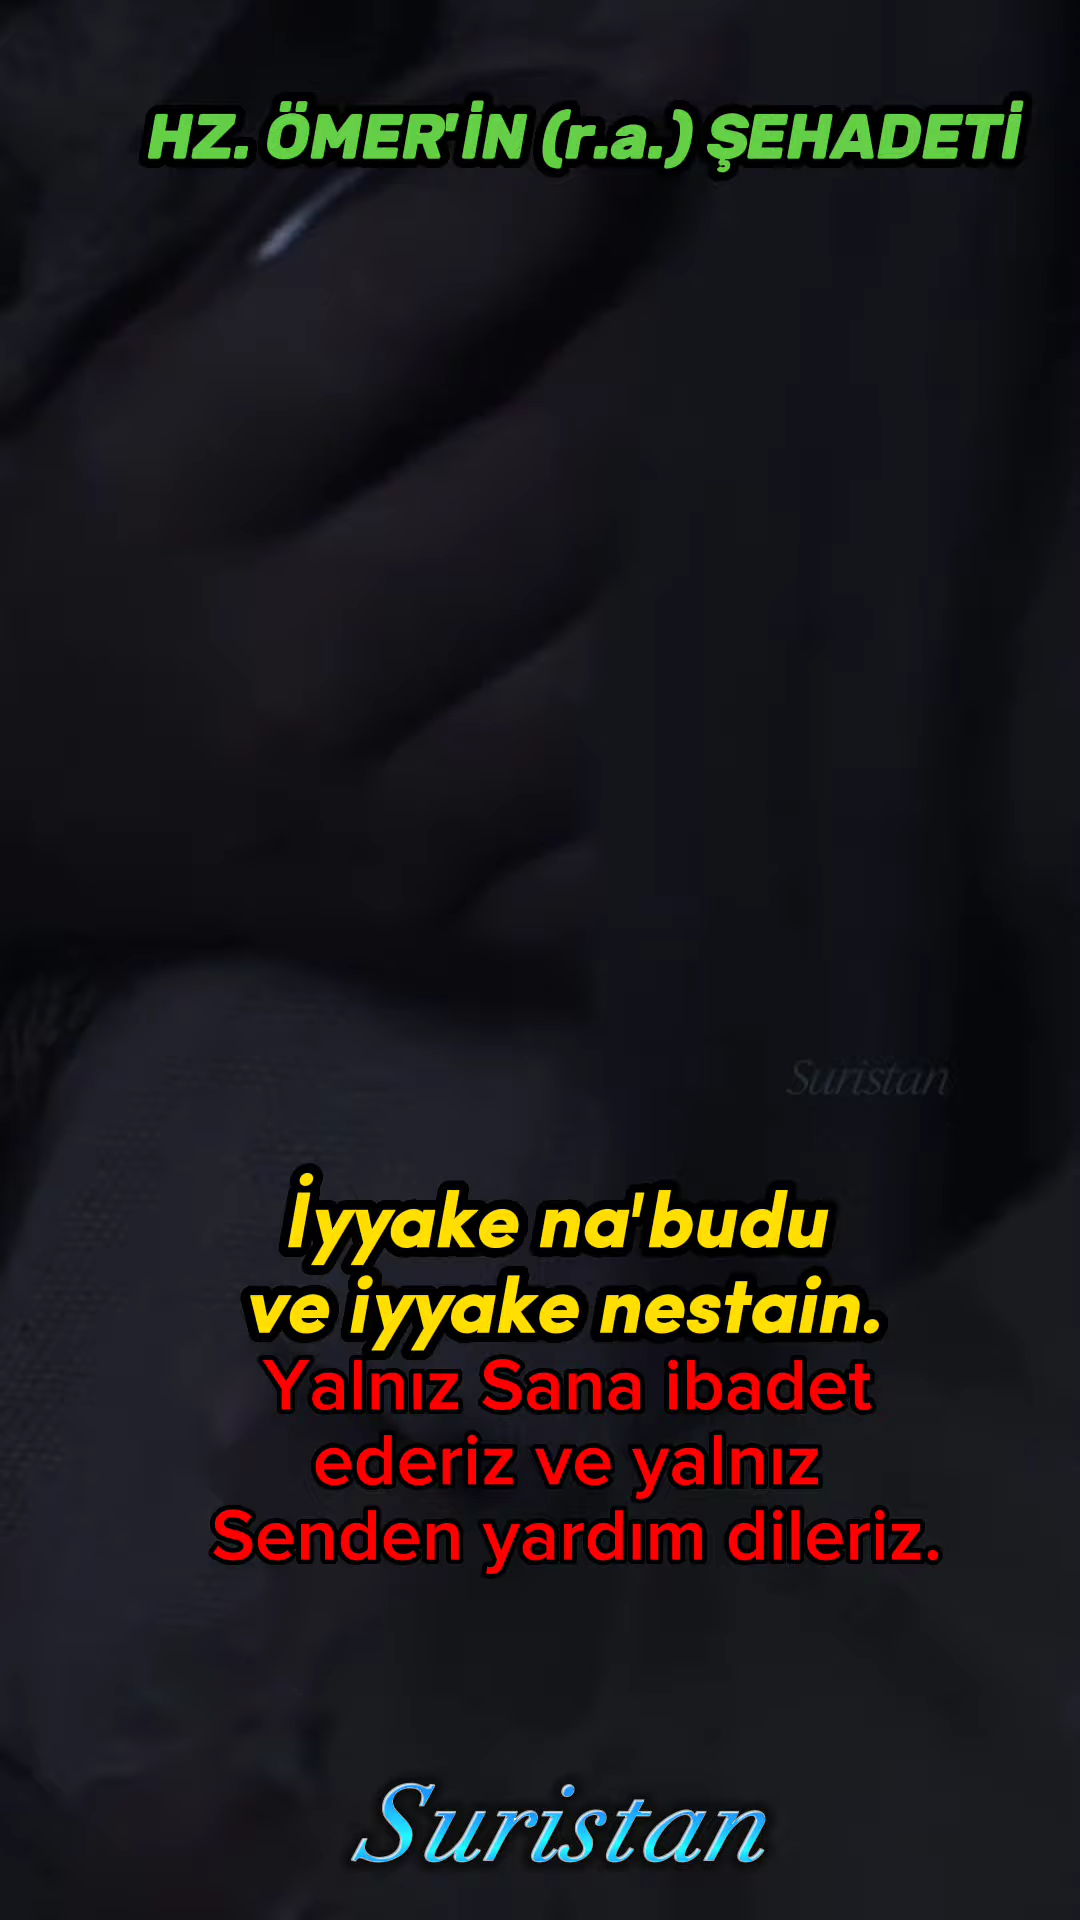 HZ. ÖMER'İN (r.a.) ŞEHADETİ
Suristan
İyyake na'budu
ve iyyake nestain.
Yalnız Sana ibadet
ederiz ve yalnız
Senden yardım dileriz.
Suristan